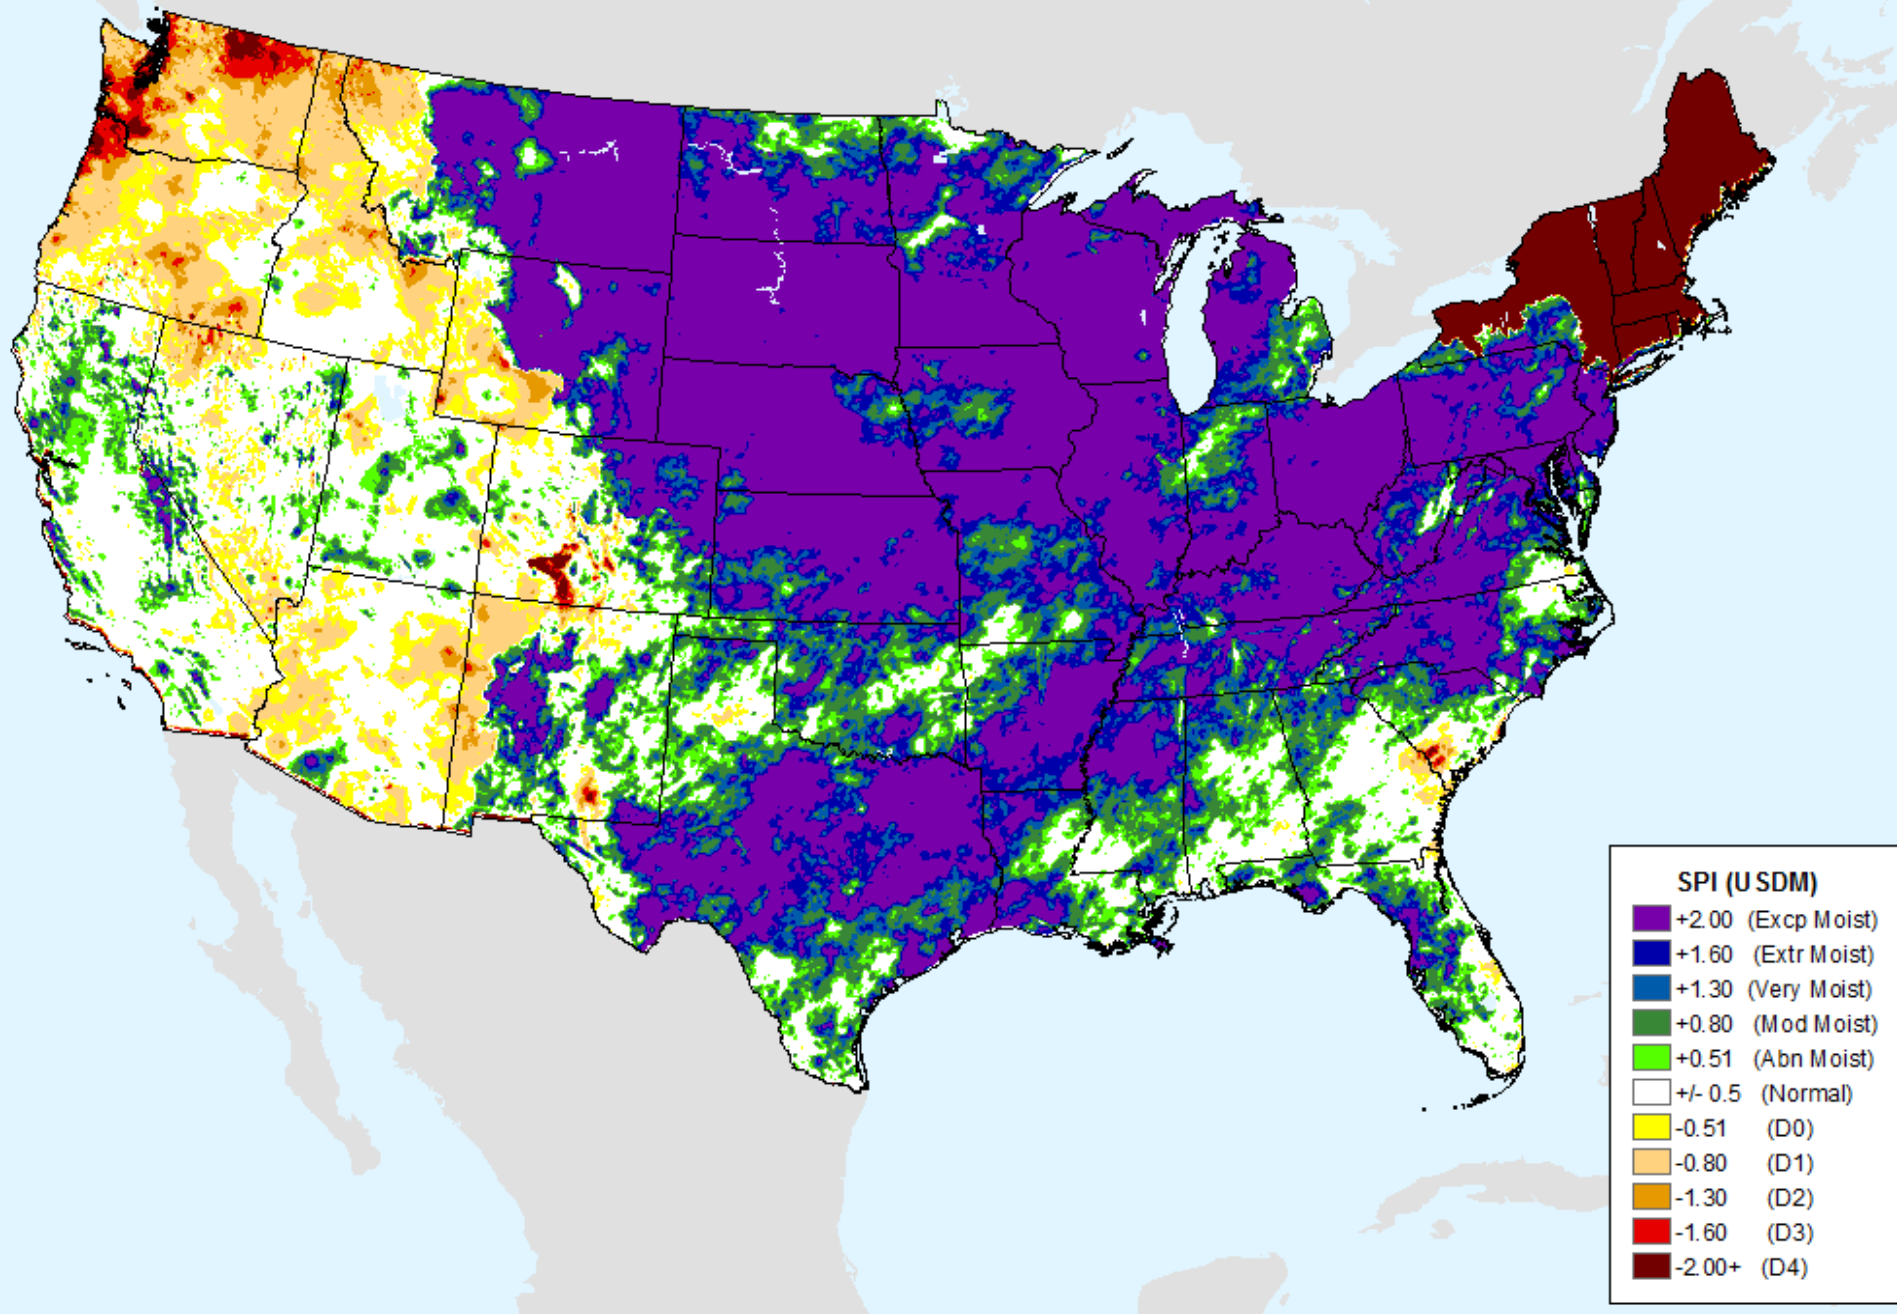 SPI (USDM)
+2.00 (Excp Moist)
+1.60 (Extr Moist)
+1.30 (Very Moist)
+0.80 (Mod Moist)
+0.51 (Abn Moist)
+/- 0.5 (Normal)
-0.51 (D0)
-0.80 (D1)
-1.30 (D2)
-1.60 (D3)
-2.00+ (D4)